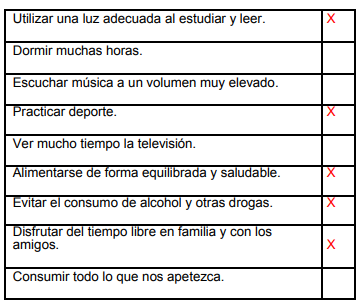 Utilizar una luz adecuada al estudiar y leer. X
Dormir muchas horas.
Escuchar música a un volumen muy elevado.
Practicar deporte. X
Ver mucho tiempo la televisión.
Alimentarse de forma equilibrada y saludable. X
Evitar el consumo de alcohol y otras drogas. X
Disfrutar del tiempo libre en familia y con los
amigos. X
Consumir todo lo que nos apetezca.